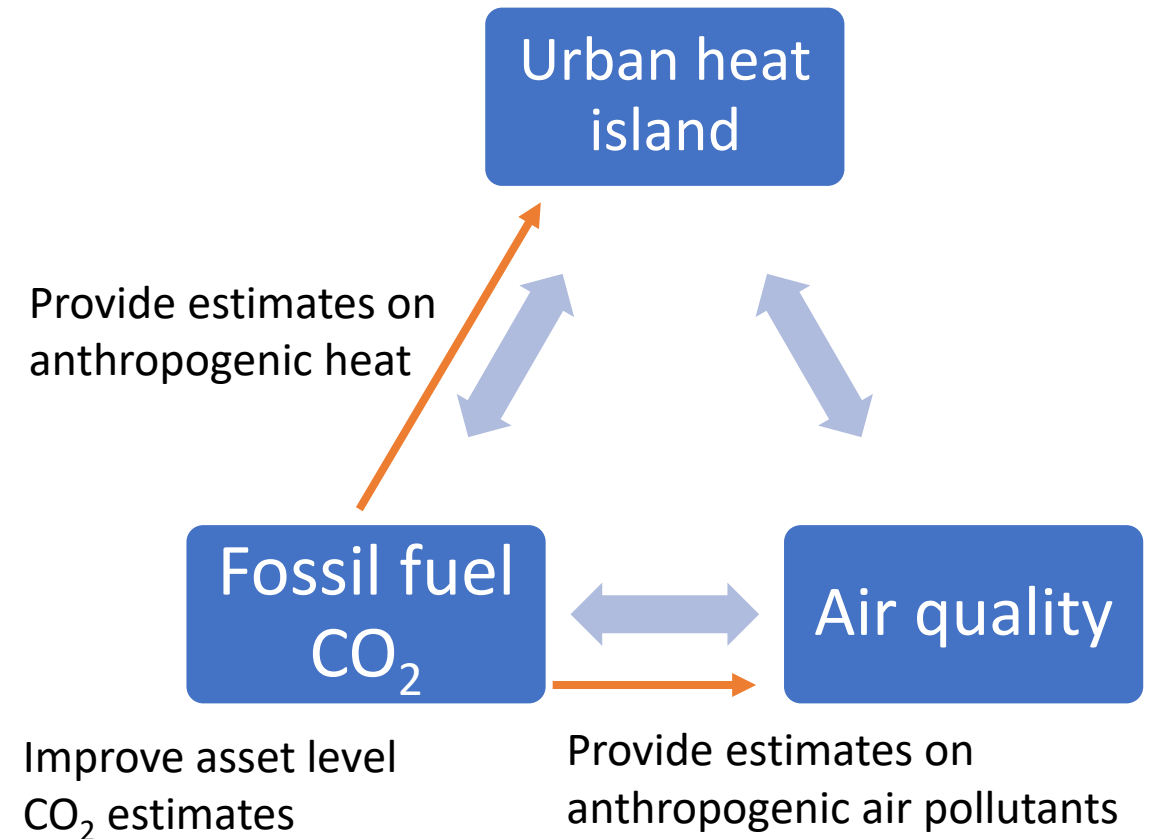 Urban heat
island
Provide estimates on
anthropogenic heat
Fossil fuel
CO₂
Air quality
Improve asset level
CO₂ estimates
Provide estimates on
anthropogenic air pollutants